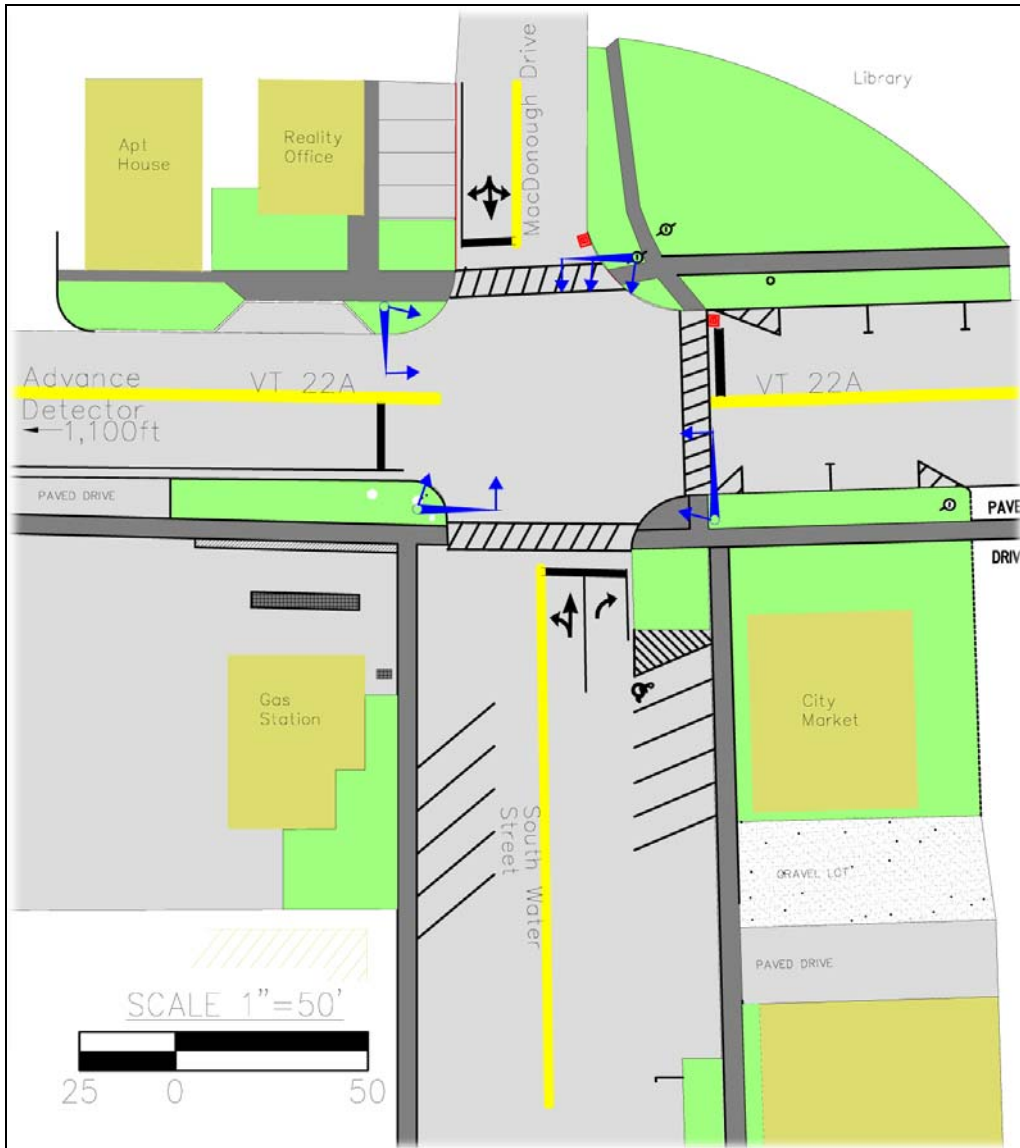 MacDonough Drive
Library
Apt
House
Reality
Office
Advance
Detector
1,100ft
VT 22A
VT 22A
PAVED DRIVE
PAVE
DRIV
Gas
Station
City
Market
South Water
Street
GRAVEL LOT
PAVED DRIVE
SCALE 1"=50'
25 0 50